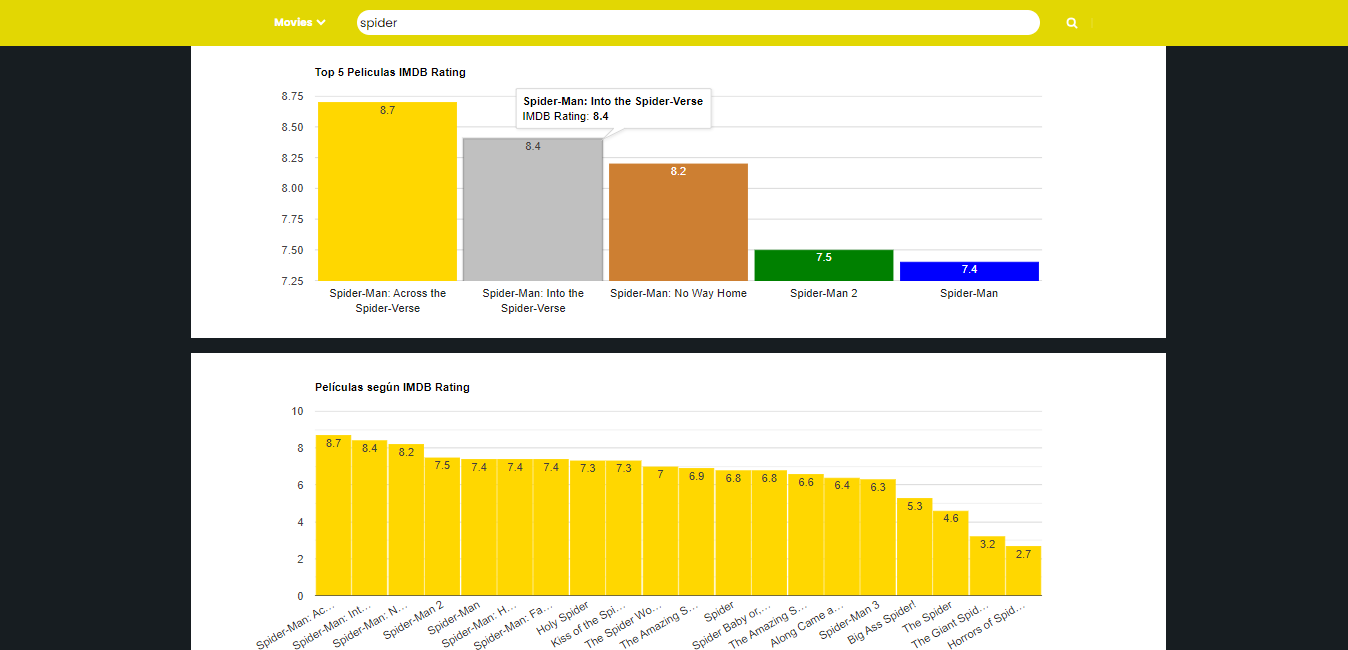 Movies
spider
Top 5 Peliculas IMDB Rating
8.75
8.50
8.25
8.00
7.75
7.50
7.25
8.7
8.4
8.2
7.5
7.4
Spider-Man: Into the Spider-Verse
IMDB Rating: 8.4
Spider-Man: Across the
Spider-Verse
Spider-Man: Into the
Spider-Verse
Spider-Man: No Way Home
Spider-Man 2
Spider-Man
Películas según IMDB Rating
10
8
6
4
2
0
8.7
8.4
8.2
7.5
7.4
7.4
7.4
7.3
7.3
7
6.9
6.8
6.8
6.6
6.4
6.3
5.3
4.6
3.2
2.7
Spider-Man: Ac...
Spider-Man: Int...
Spider-Man: N...
Spider-Man 2
Spider-Man
Spider-Man: H...
Spider-Man: Fa...
Holy Spider
Kiss of the Spi...
The Spider Wo...
The Amazing S...
Spider
Spider Baby or,...
The Amazing S...
Along Came a...
Spider-Man 3
Big Ass Spider!
The Spider
The Giant Spid...
Horrors of Spid...